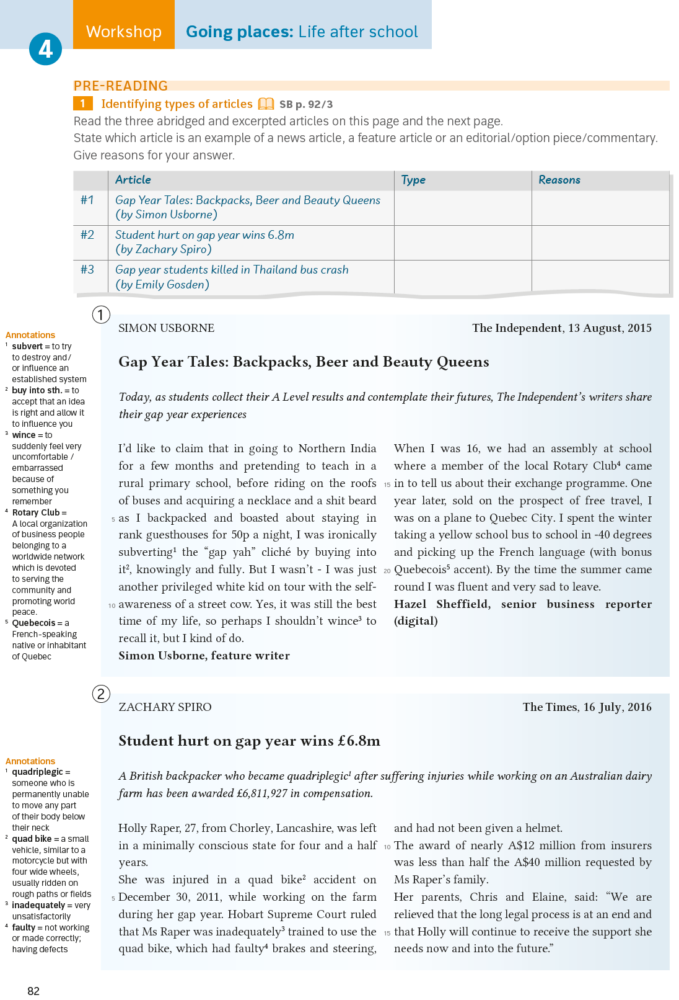 Workshop
Going places: Life after school
4
PRE-READING
1 Identifying types of articles SB p. 92/3
Read the three abridged and excerpted articles on this page and the next page.
State which article is an example of a news article, a feature article or an editorial/option piece/commentary.
Give reasons for your answer.
Article Type Reasons
#1 Gap Year Tales: Backpacks, Beer and Beauty Queens
(by Simon Usborne)
#2 Student hurt on gap year wins 6.8m
(by Zachary Spiro)
#3 Gap year students killed in Thailand bus crash
(by Emily Gosden)
1
SIMON USBORNE The Independent, 13 August, 2015
Gap Year Tales: Backpacks, Beer and Beauty Queens
Today, as students collect their A Level results and contemplate their futures, The Independent's writers share
their gap year experiences
I'd like to claim that in going to Northern India
for a few months and pretending to teach in a
rural primary school, before riding on the roofs
of buses and acquiring a necklace and a shit beard
5 as I backpacked and boasted about staying in
rank guesthouses for 50p a night, I was ironically
subverting¹ the “gap yah” cliché by buying into
it², knowingly and fully. But I wasn't - I was just
another privileged white kid on tour with the self-
10 awareness of a street cow. Yes, it was still the best
time of my life, so perhaps I shouldn't wince³ to
recall it, but I kind of do.
Simon Usborne, feature writer
When I was 16, we had an assembly at school
where a member of the local Rotary Club⁴ came
15 in to tell us about their exchange programme. One
year later, sold on the prospect of free travel, I
was on a plane to Quebec City. I spent the winter
taking a yellow school bus to school in -40 degrees
and picking up the French language (with bonus
20 Quebecois⁵ accent). By the time the summer came
round I was fluent and very sad to leave.
Hazel Sheffield, senior business reporter
(digital)
Annotations
¹ subvert = to try
to destroy and/
or influence an
established system
² buy into sth. = to
accept that an idea
is right and allow it
to influence you
³ wince = to
suddenly feel very
uncomfortable /
embarrassed
because of
something you
remember
⁴ Rotary Club =
A local organization
of business people
belonging to a
worldwide network
which is devoted
to serving the
community and
promoting world
peace.
⁵ Quebecois = a
French-speaking
native or inhabitant
of Quebec
2
ZACHARY SPIRO The Times, 16 July, 2016
Student hurt on gap year wins £6.8m
A British backpacker who became quadriplegic¹ after suffering injuries while working on an Australian dairy
farm has been awarded £6,811,927 in compensation.
Holly Raper, 27, from Chorley, Lancashire, was left
in a minimally conscious state for four and a half
years.
She was injured in a quad bike² accident on
5 December 30, 2011, while working on the farm
during her gap year. Hobart Supreme Court ruled
that Ms Raper was inadequately³ trained to use the
quad bike, which had faulty⁴ brakes and steering,
and had not been given a helmet.
10 The award of nearly A$12 million from insurers
was less than half the A$40 million requested by
Ms Raper's family.
Her parents, Chris and Elaine, said: “We are
relieved that the long legal process is at an end and
15 that Holly will continue to receive the support she
needs now and into the future.”
Annotations
¹ quadriplegic =
someone who is
permanently unable
to move any part
of their body below
their neck
² quad bike = a small
vehicle, similar to a
motorcycle but with
four wide wheels,
usually ridden on
rough paths or fields
³ inadequately = very
unsatisfactorily
⁴ faulty = not working
or made correctly;
having defects
82